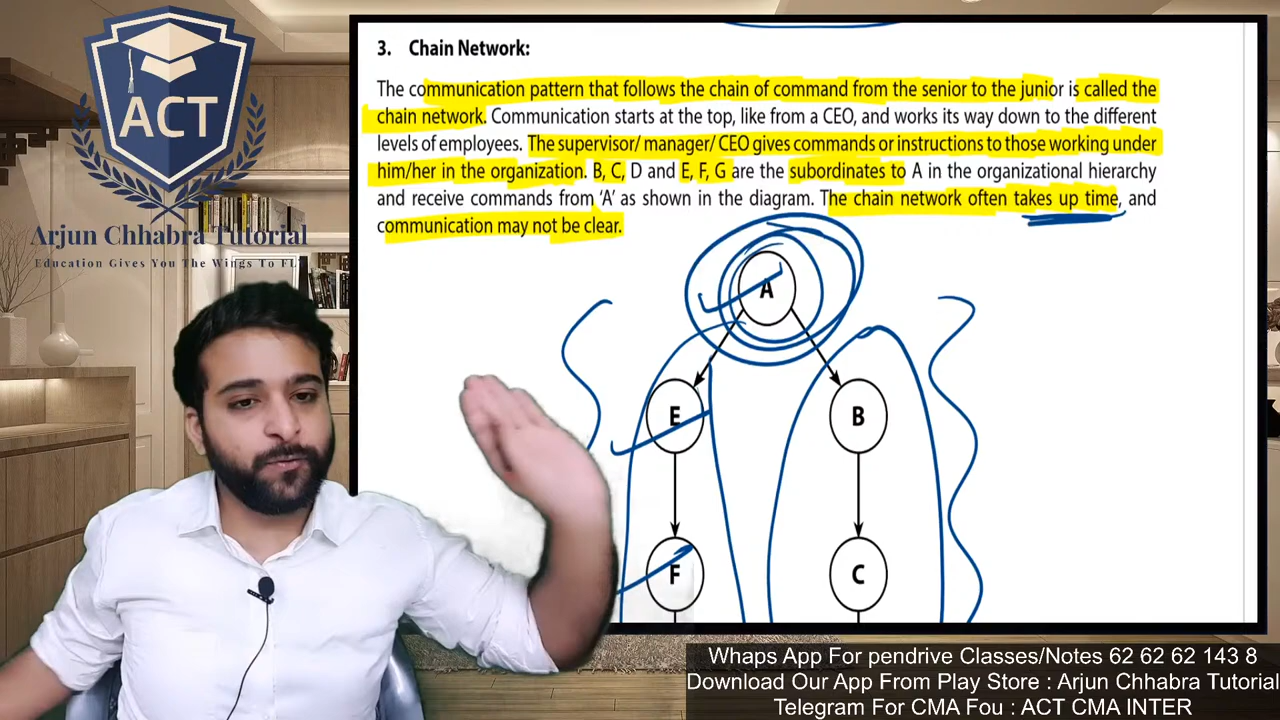 ACT
Arjun Chhabra Tutorial
Education Gives You The Wings To FLY
3. Chain Network:
The communication pattern that follows the chain of command from the senior to the junior is called the
chain network. Communication starts at the top, like from a CEO, and works its way down to the different
levels of employees. The supervisor/ manager/ CEO gives commands or instructions to those working under
him/her in the organization. B, C, D and E, F, G are the subordinates to A in the organizational hierarchy
and receive commands from ‘A’ as shown in the diagram. The chain network often takes up time, and
communication may not be clear.
A
E B
F C
Whaps App For pendrive Classes/Notes 62 62 62 143 8
Download Our App From Play Store : Arjun Chhabra Tutorial
Telegram For CMA Fou : ACT CMA INTER